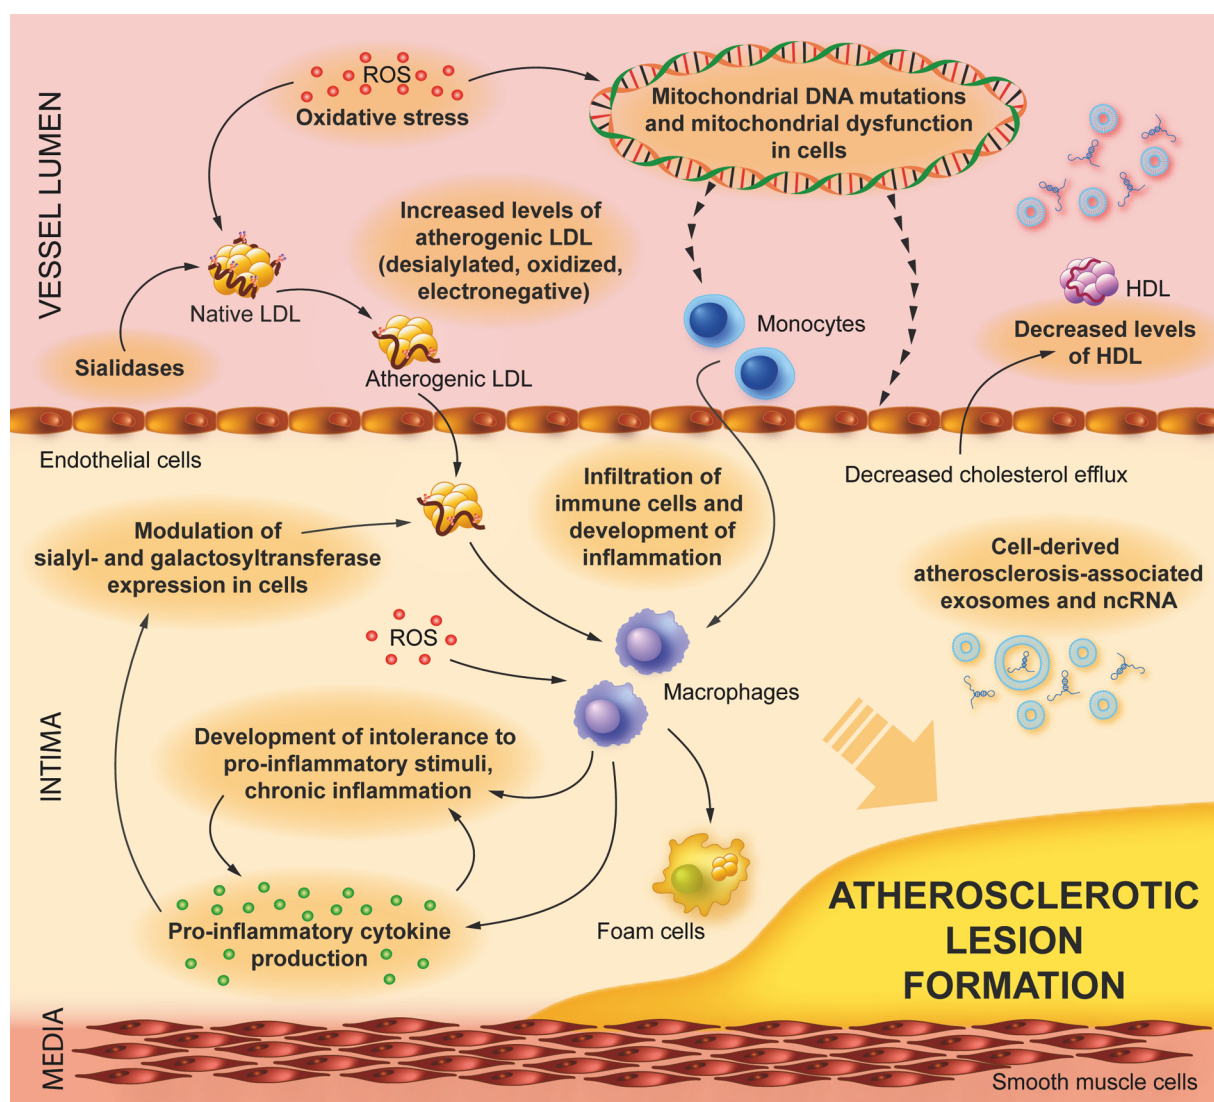 VESSEL LUMEN
ROS
Oxidative stress
Mitochondrial DNA mutations
and mitochondrial dysfunction
in cells
Increased levels of
atherogenic LDL
(desialylated, oxidized,
electronegative)
Native LDL
Sialidases
Atherogenic LDL
Monocytes
HDL
Decreased levels
of HDL
Endothelial cells
Decreased cholesterol efflux
INTIMA
Modulation of
sialyl- and galactosyltransferase
expression in cells
Infiltration of
immune cells and
development of
inflammation
Cell-derived
atherosclerosis-associated
exosomes and ncRNA
ROS
Macrophages
Development of intolerance to
pro-inflammatory stimuli,
chronic inflammation
Pro-inflammatory cytokine
production
Foam cells
ATHEROSCLEROTIC
LESION
FORMATION
MEDIA
Smooth muscle cells